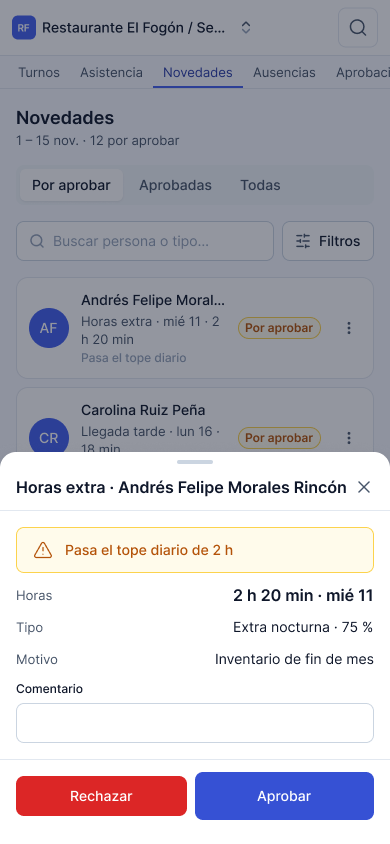 RF Restaurante El Fogón / Se...
Turnos Asistencia Novedades Ausencias Aprobaci
Novedades
1 – 15 nov. · 12 por aprobar
Por aprobar Aprobadas Todas
Buscar persona o tipo... Filtros
Andrés Felipe Moral...
AF Horas extra · mié 11 · 2 Por aprobar
h 20 min
Pasa el tope diario
Carolina Ruiz Peña
CR Llegada tarde · lun 16 · Por aprobar
18 min
Horas extra · Andrés Felipe Morales Rincón
Pasa el tope diario de 2 h
Horas 2 h 20 min · mié 11
Tipo Extra nocturna · 75 %
Motivo Inventario de fin de mes
Comentario
Rechazar Aprobar